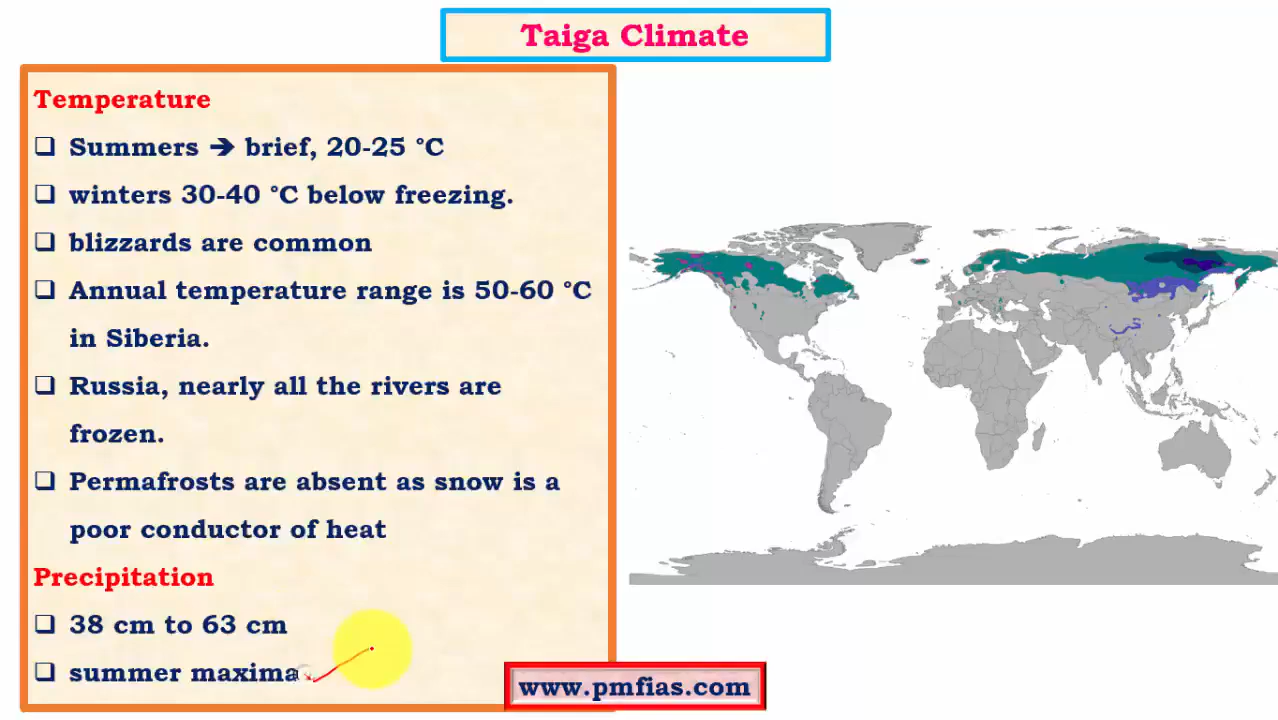 Taiga Climate
Temperature
❑ Summers ➔ brief, 20-25 °C
❑ winters 30-40 °C below freezing.
❑ blizzards are common
❑ Annual temperature range is 50-60 °C
in Siberia.
❑ Russia, nearly all the rivers are
frozen.
❑ Permafrosts are absent as snow is a
poor conductor of heat
Precipitation
❑ 38 cm to 63 cm
❑ summer maxima
www.pmfias.com